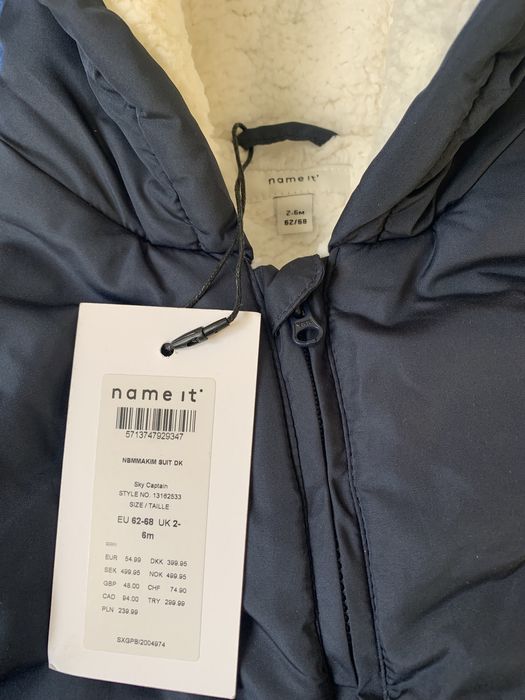 name it
2-6M
62/68
name it
5713747929347
NBMMAKIM SUIT DK
Sky Captain
STYLE NO. 13162533
SIZE / TAILLE
EU 62-68 UK 2-
6m
EUR 54.99 DKK 399.95
SEK 499.95 NOK 499.95
GBP 48.00 CHF 74.90
CAD 94.00 TRY 299.99
PLN 239.99
SXGPB/2004974